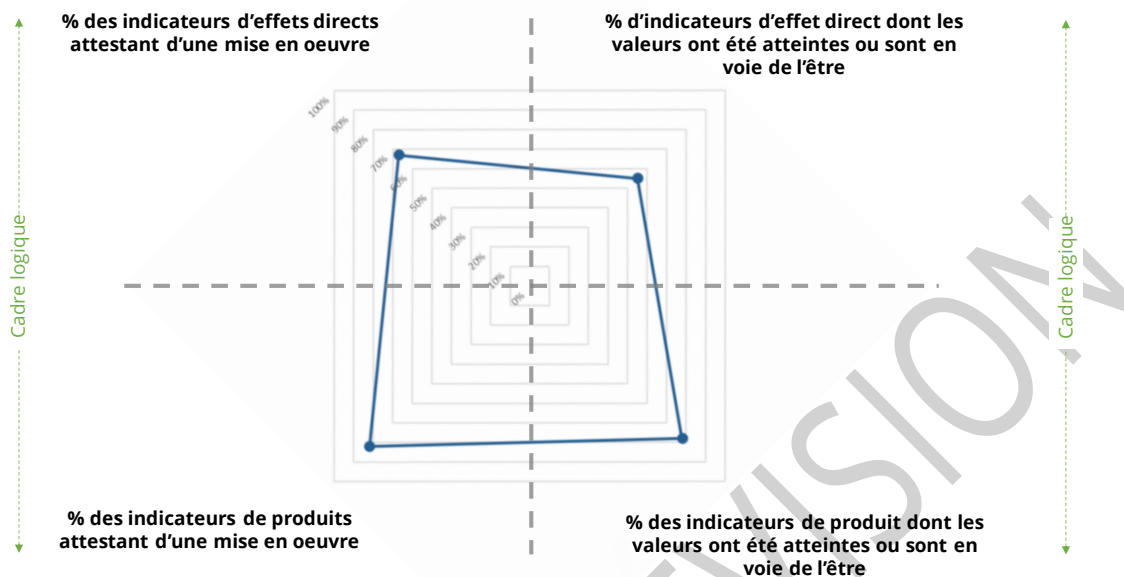 % des indicateurs d’effets directs
attestant d’une mise en oeuvre
% d’indicateurs d’effet direct dont les
valeurs ont été atteintes ou sont en
voie de l’être
100%
90%
80%
70%
60%
50%
40%
30%
20%
10%
0%
Cadre logique
Cadre logique
% des indicateurs de produits
attestant d’une mise en oeuvre
% des indicateurs de produit dont les
valeurs ont été atteintes ou sont en
voie de l’être